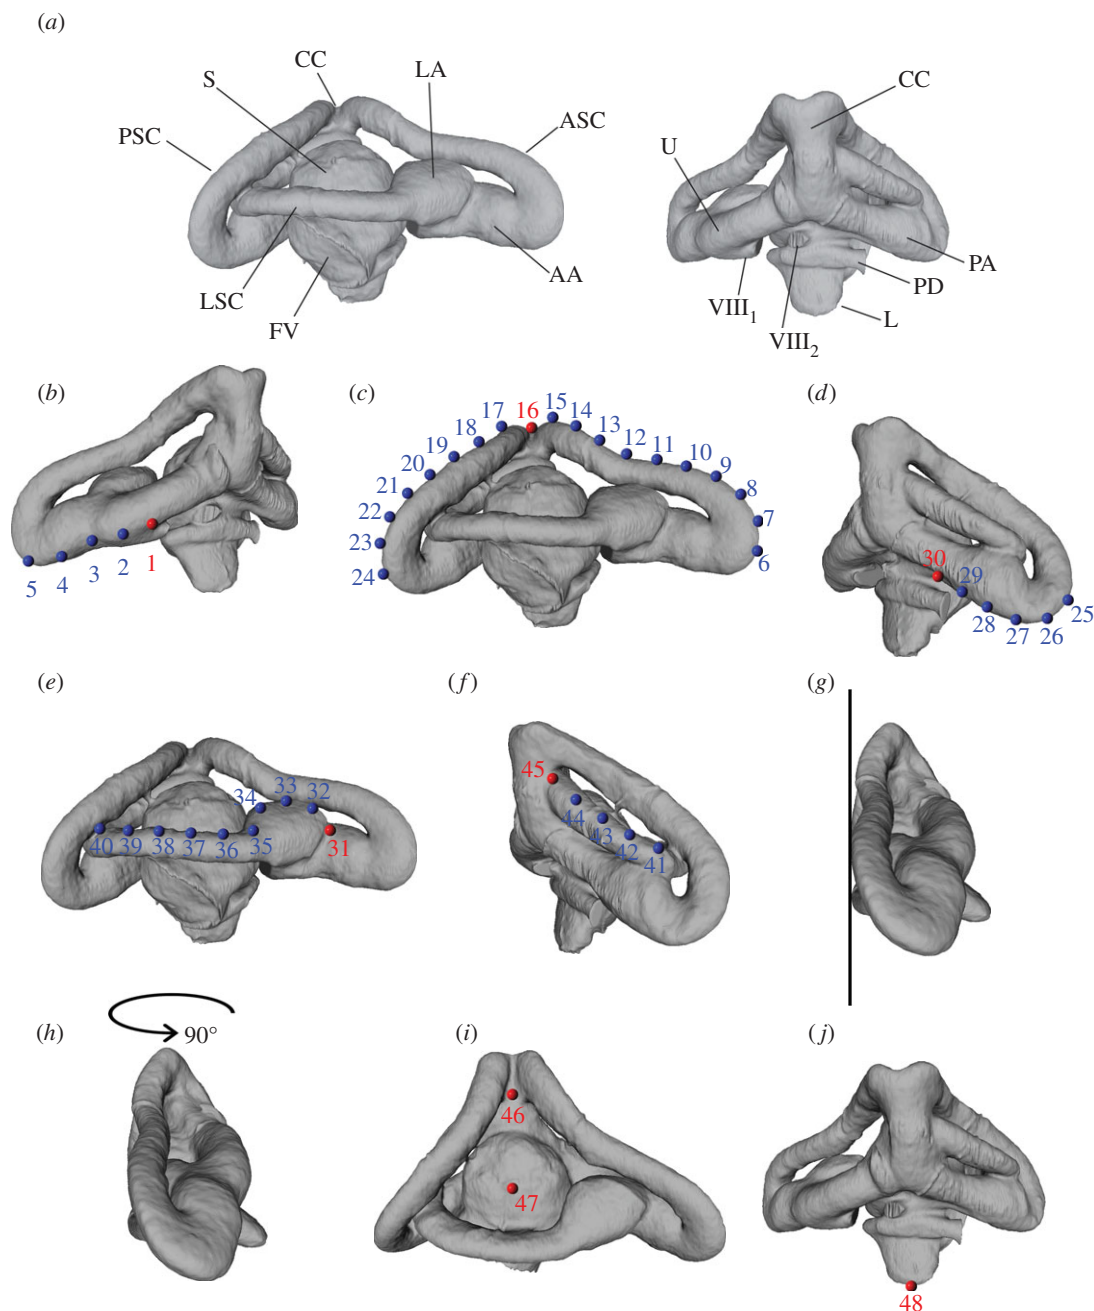 (a)
CC
LA
S
CC
PSC
ASC
U
LSC
AA
FV
VIII1
VIII2
PD
PA
L
(b)
5 4 3 2 1
(c)
24 23 22 21 20 19 18 17 16 15 14 13 12 11 10 9 8 7 6
(d)
30 29 28 27 26 25
(e)
34 33 32
40 39 38 37 36 35 31
(f)
45
44 43 42 41
(g)
(h)
90°
(i)
46
47
(j)
48